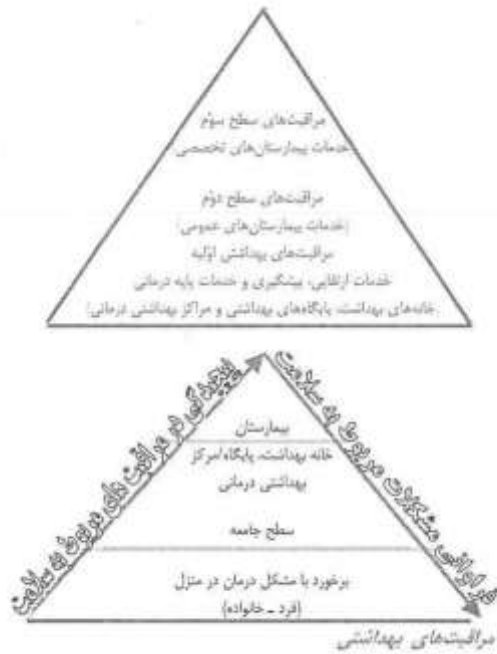 مراقبت‌های سطح سوم
خدمات بیمارستان‌های تخصصی
مراقبت‌های سطح دوم
(خدمات بیمارستان‌های عمومی)
مراقبت‌های بهداشتی اولیه
خدمات ارتقایی، پیشگیری و خدمات پایه درمانی
(خانه‌های بهداشت، پایگاه‌های بهداشتی و مراکز بهداشتی درمانی)
پیچیدگی در مراقبت های مربوط به سلامت
فراوانی مشکلات مربوط به سلامت
بیمارستان
خانه بهداشت، پایگاه/مرکز
بهداشتی درمانی
سطح جامعه
برخورد با مشکل درمان در منزل
(فرد - خانواده)
مراقبت‌های بهداشتی